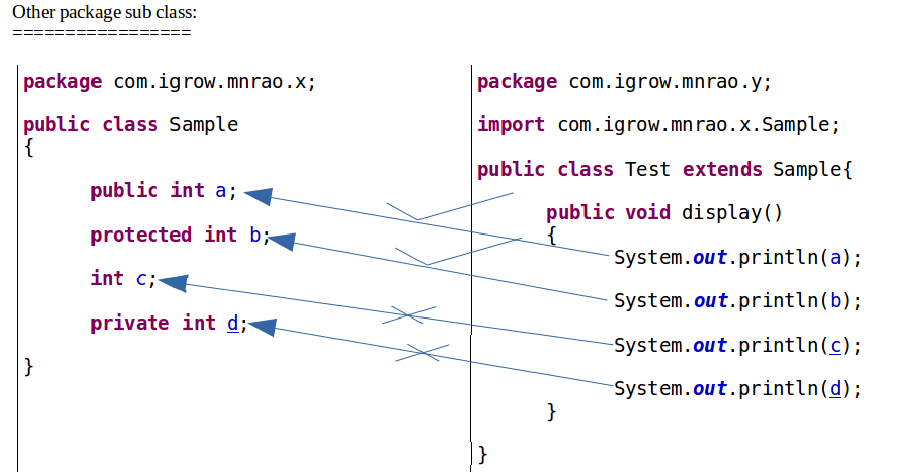 Other package sub class:
=================
package com.igrow.mnrao.x;
public class Sample
{
public int a;
protected int b;
int c;
private int d;
}
package com.igrow.mnrao.y;
import com.igrow.mnrao.x.Sample;
public class Test extends Sample{
public void display()
{
System.out.println(a);
System.out.println(b);
System.out.println(c);
System.out.println(d);
}
}